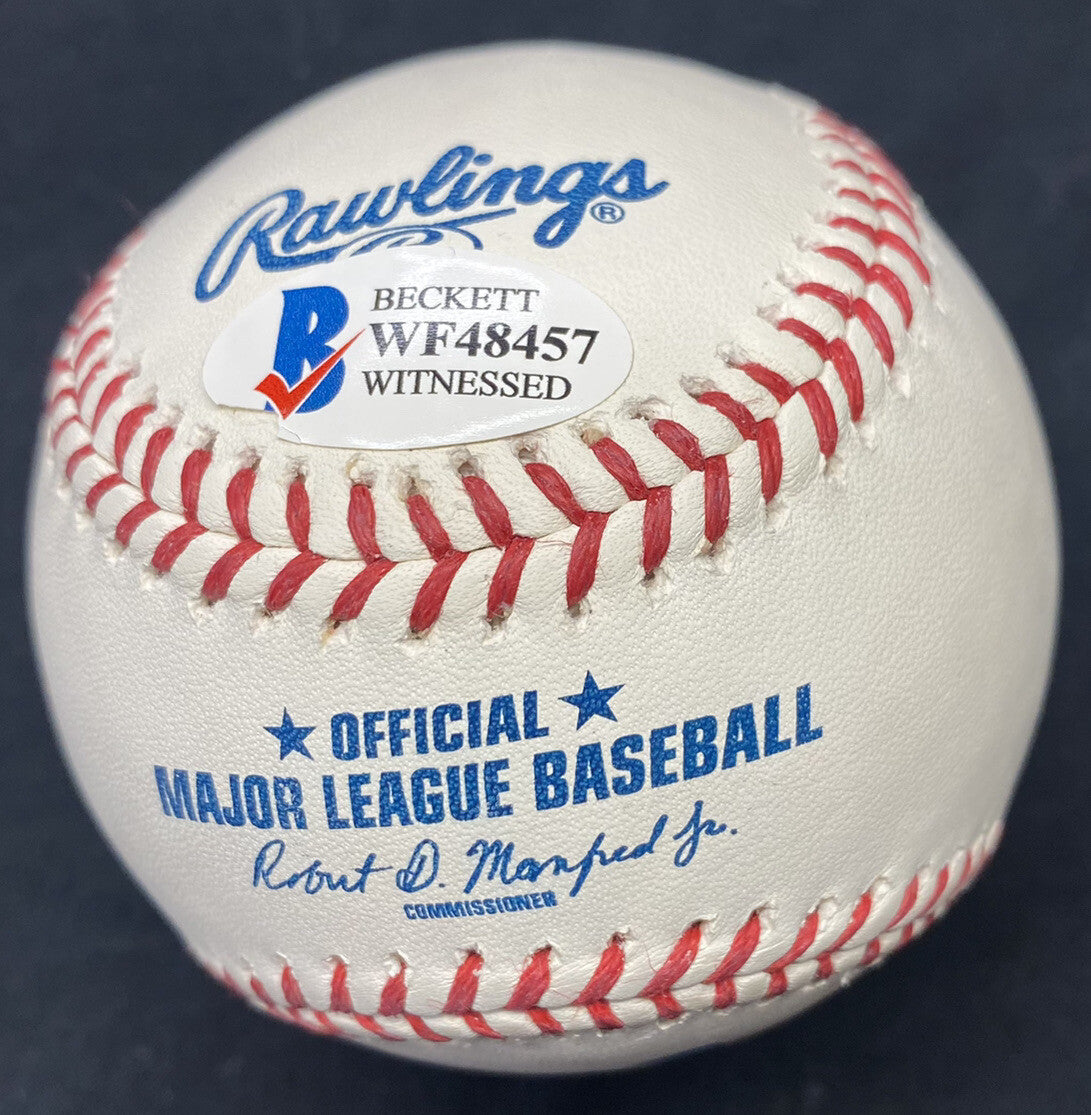 Rawlings®
BECKETT
WF48457
WITNESSED
★ OFFICIAL ★
MAJOR LEAGUE BASEBALL
Robert D. Manfred Jr.
COMMISSIONER